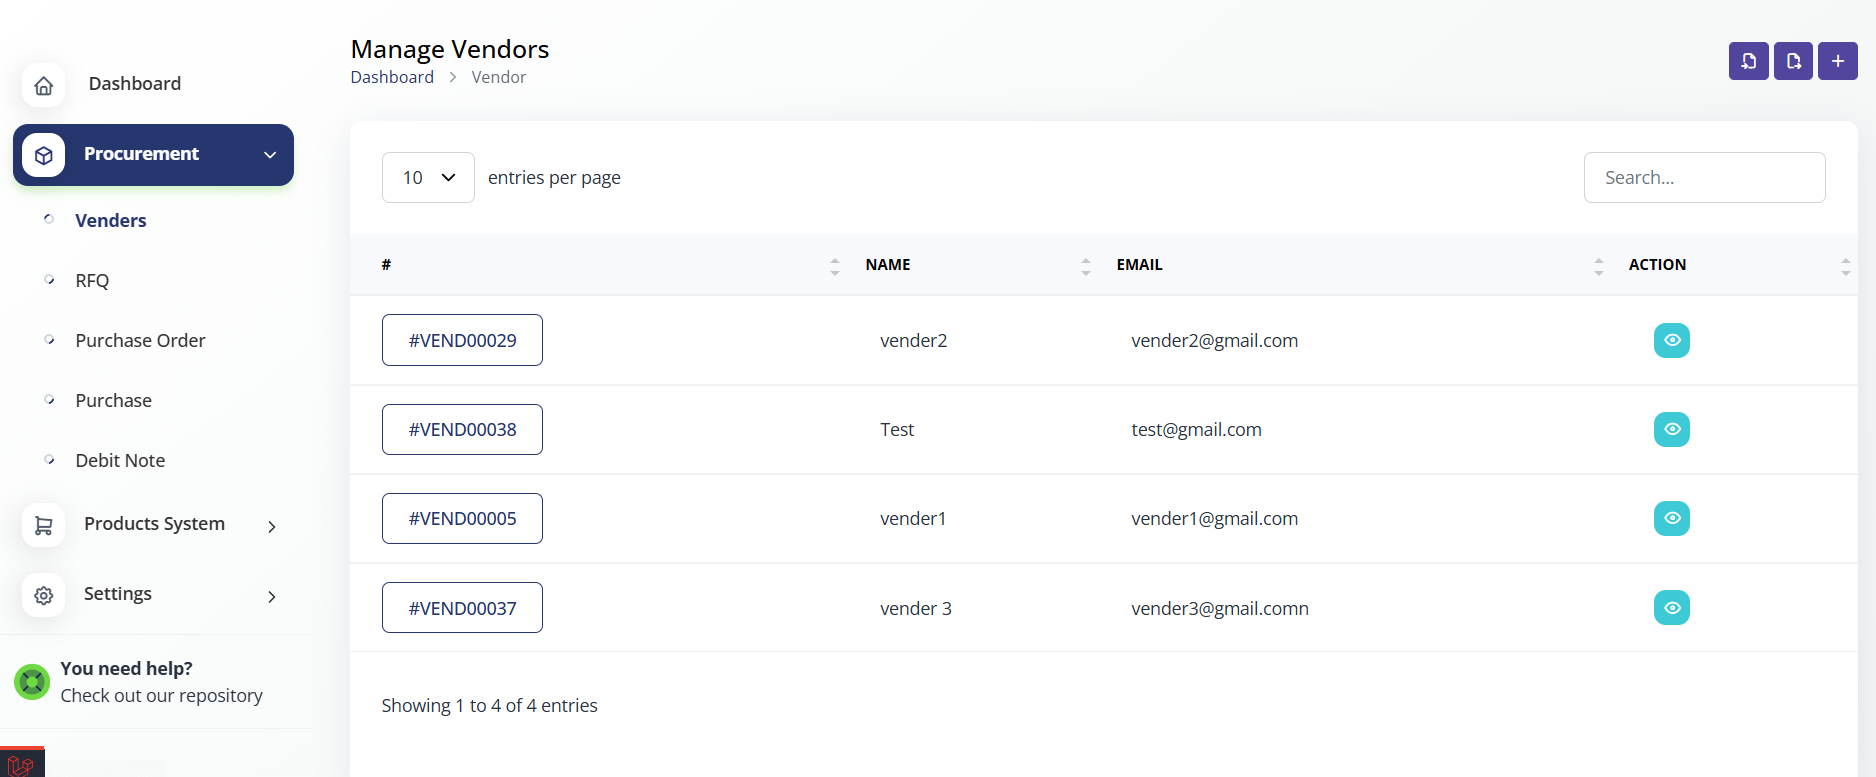 Dashboard
Procurement
Venders
RFQ
Purchase Order
Purchase
Debit Note
Products System
Settings
You need help?
Check out our repository
Manage Vendors
Dashboard > Vendor
10 entries per page
Search...
# NAME EMAIL ACTION
#VEND00029 vender2 vender2@gmail.com
#VEND00038 Test test@gmail.com
#VEND00005 vender1 vender1@gmail.com
#VEND00037 vender 3 vender3@gmail.comn
Showing 1 to 4 of 4 entries